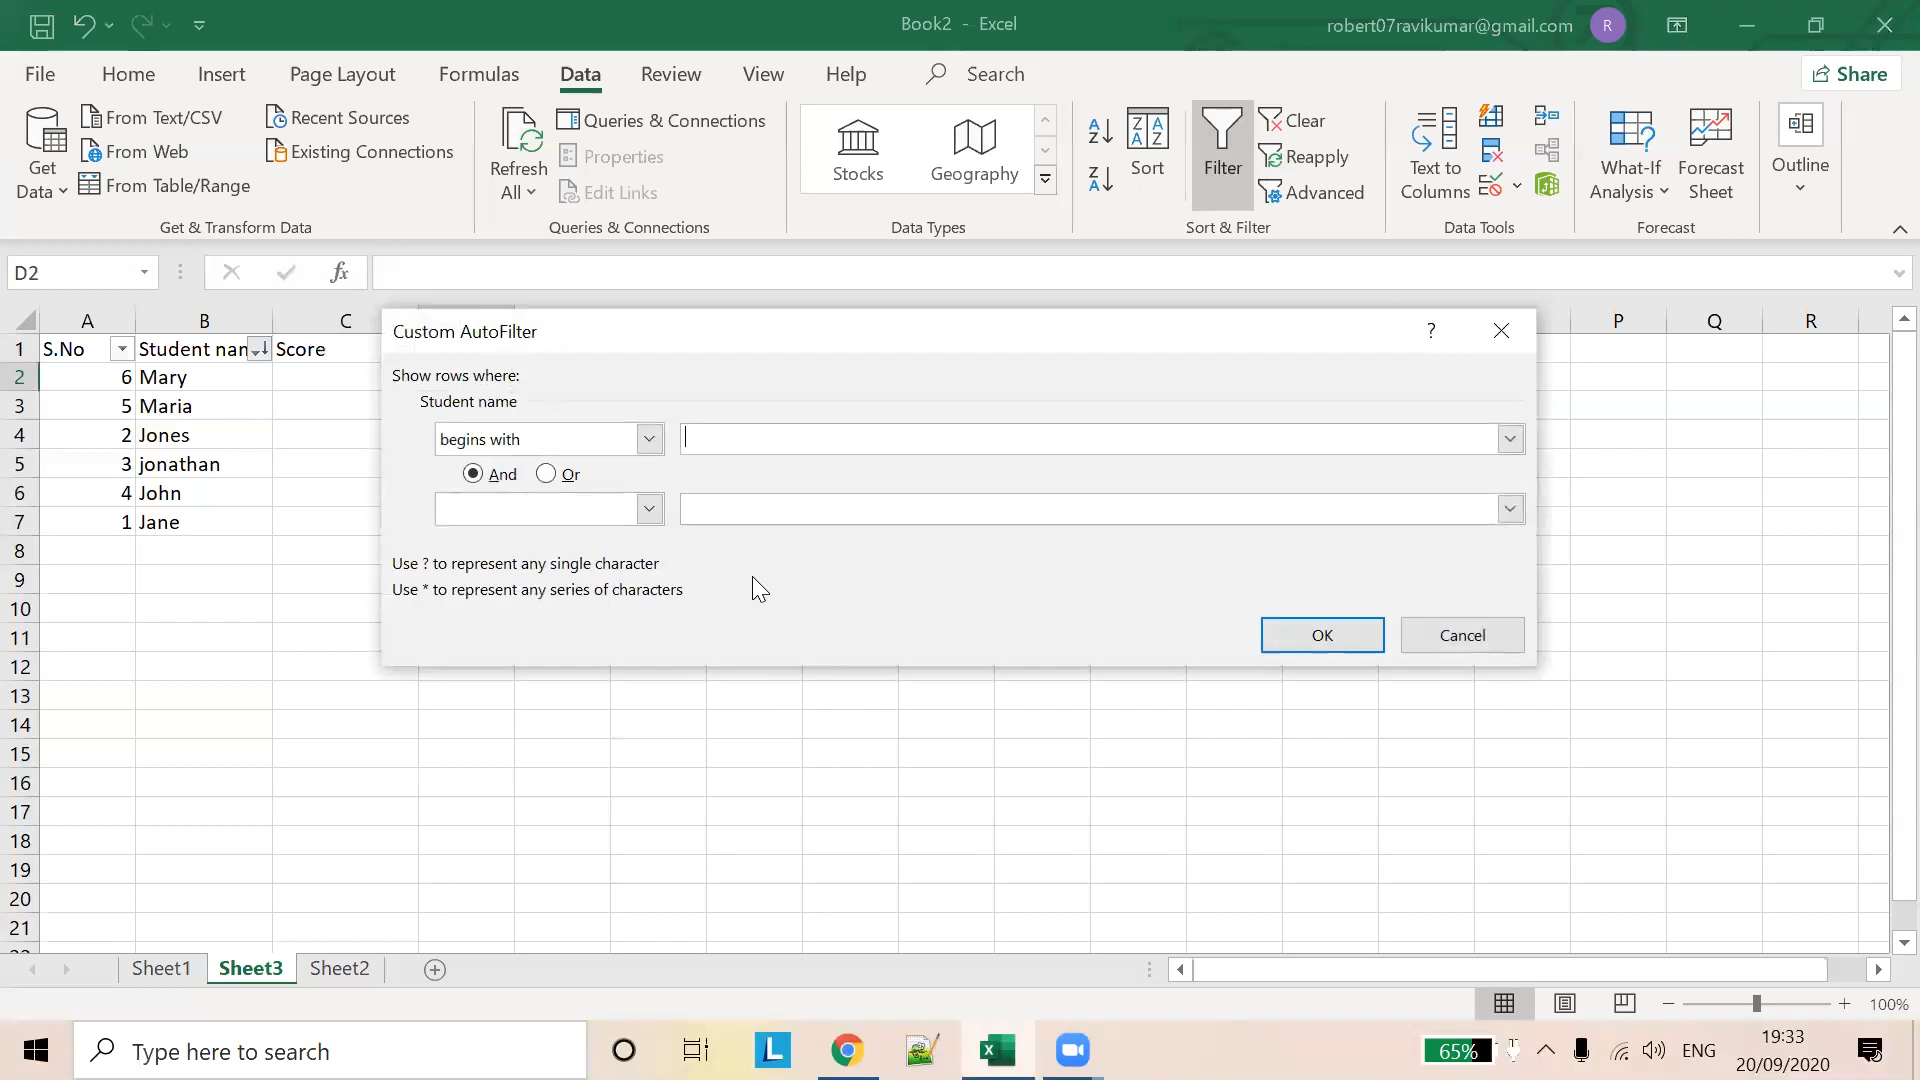 Book2 - Excel
robert07ravikumar@gmail.com
R
File Home Insert Page Layout Formulas Data Review View Help Search
Share
Get Data
From Text/CSV
From Web
From Table/Range
Recent Sources
Existing Connections
Get & Transform Data
Refresh All
Queries & Connections
Properties
Edit Links
Queries & Connections
Stocks
Geography
Data Types
Sort
Filter
Clear
Reapply
Advanced
Sort & Filter
Text to Columns
Data Tools
What-If Analysis
Forecast Sheet
Forecast
Outline
D2
fx
A B C P Q R
1 S.No Student nar Score
2 6 Mary
3 5 Maria
4 2 Jones
5 3 jonathan
6 4 John
7 1 Jane
8
9
10
11
12
13
14
15
16
17
18
19
20
21
Custom AutoFilter
?
Show rows where:
Student name
begins with
And Or
Use ? to represent any single character
Use * to represent any series of characters
OK Cancel
Sheet1 Sheet3 Sheet2
100%
Type here to search
L
65%
ENG
19:33
20/09/2020